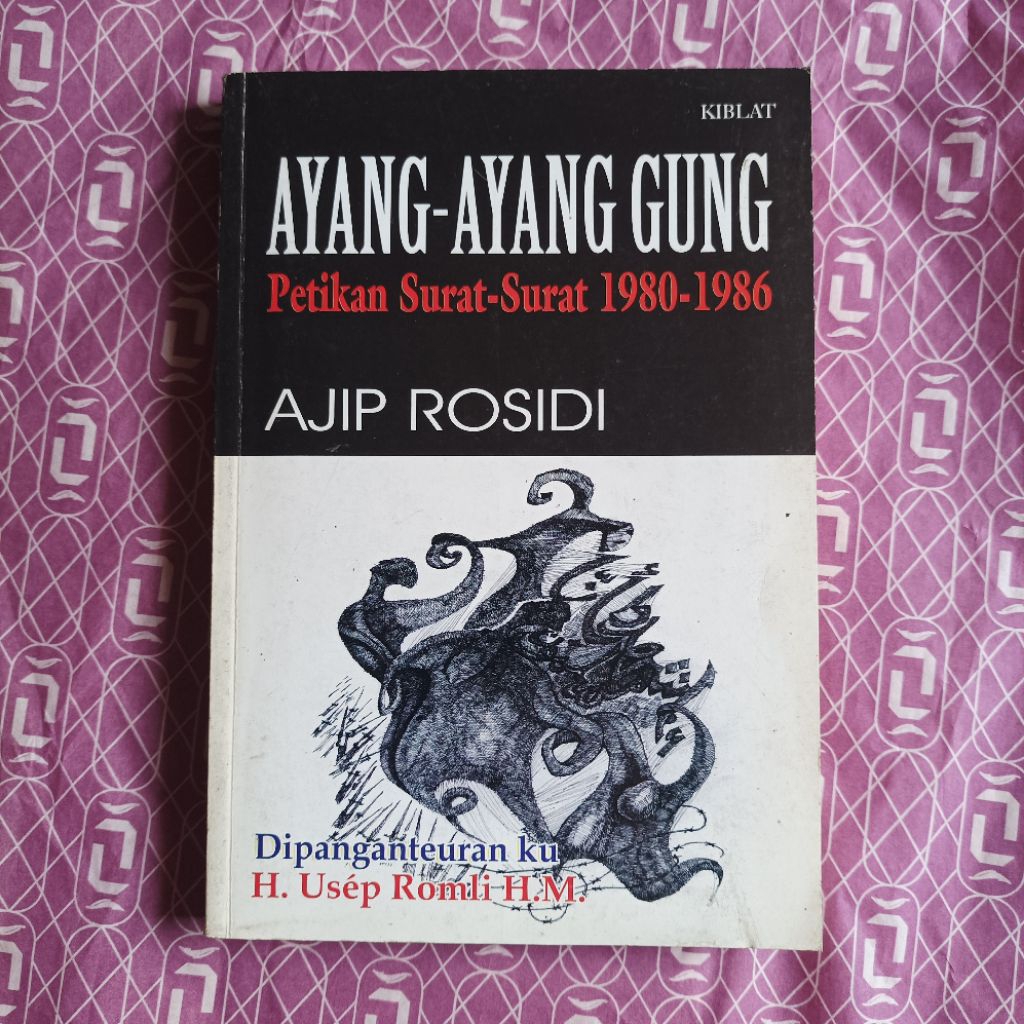 KIBLAT
AYANG-AYANG GUNG
Petikan Surat-Surat 1980-1986
AJIP ROSIDI
Dipanganteuran ku
H. Usép Romli H.M.